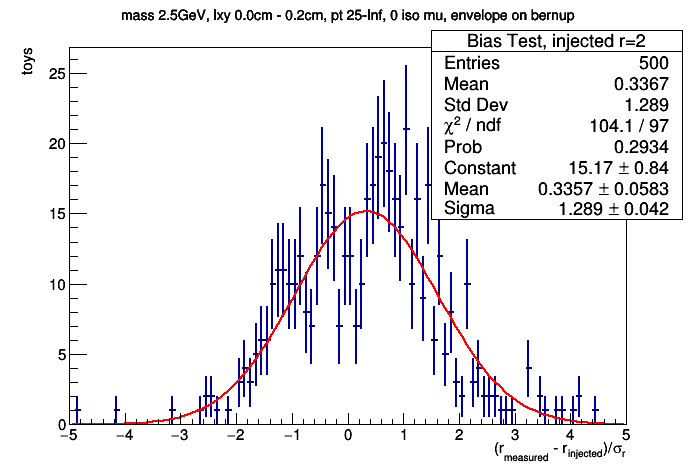 mass 2.5GeV, lxy 0.0cm - 0.2cm, pt 25-Inf, 0 iso mu, envelope on bernup
toys
Bias Test, injected r=2
Entries 500
Mean 0.3367
Std Dev 1.289
χ² / ndf 104.1 / 97
Prob 0.2934
Constant 15.17 ± 0.84
Mean 0.3357 ± 0.0583
Sigma 1.289 ± 0.042
25
20
15
10
5
0
−5 −4 −3 −2 −1 0 1 2 3 4 5
(r_measured - r_injected)/σ_r